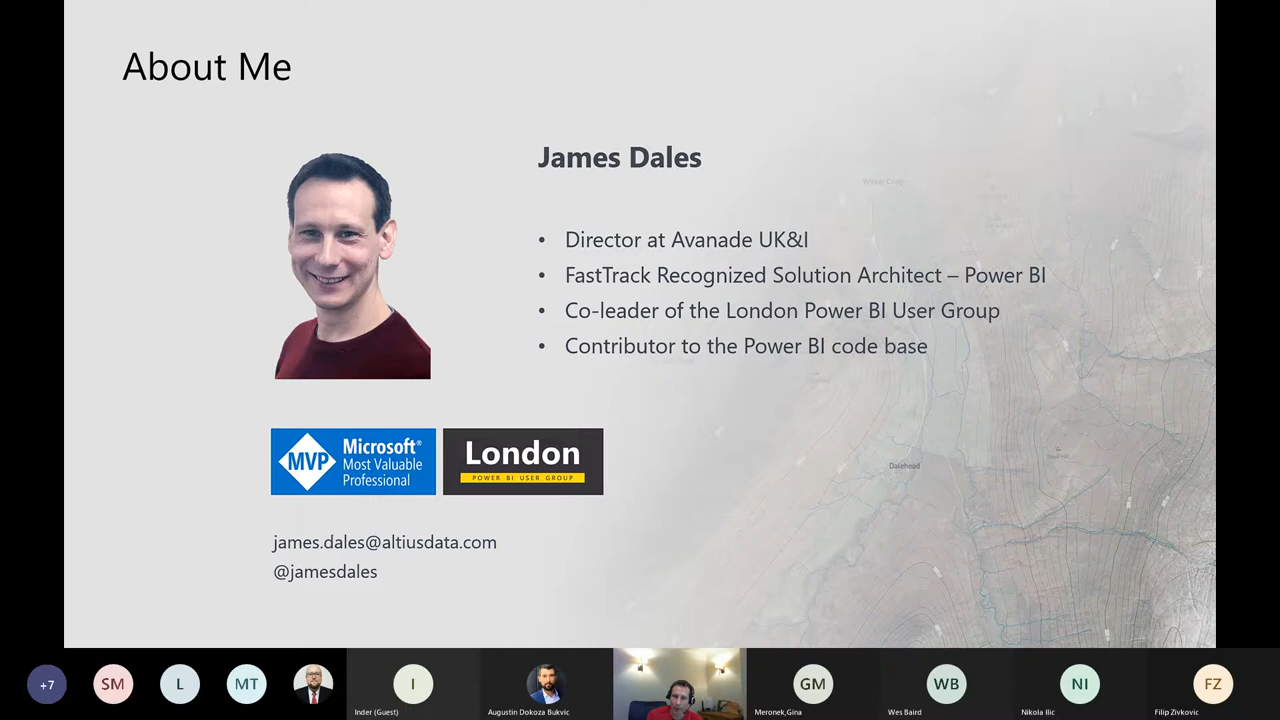 About Me
James Dales
• Director at Avanade UK&I
• FastTrack Recognized Solution Architect – Power BI
• Co-leader of the London Power BI User Group
• Contributor to the Power BI code base
MVP
Microsoft®
Most Valuable
Professional
London
POWER BI USER GROUP
james.dales@altiusdata.com
@jamesdales
Dalehead
+7
SM
L
MT
I
GM
WB
NI
FZ
Inder (Guest)
Augustin Dokoza Bukvic
Meronek,Gina
Wes Baird
Nikola Ilic
Filip Zivkovic